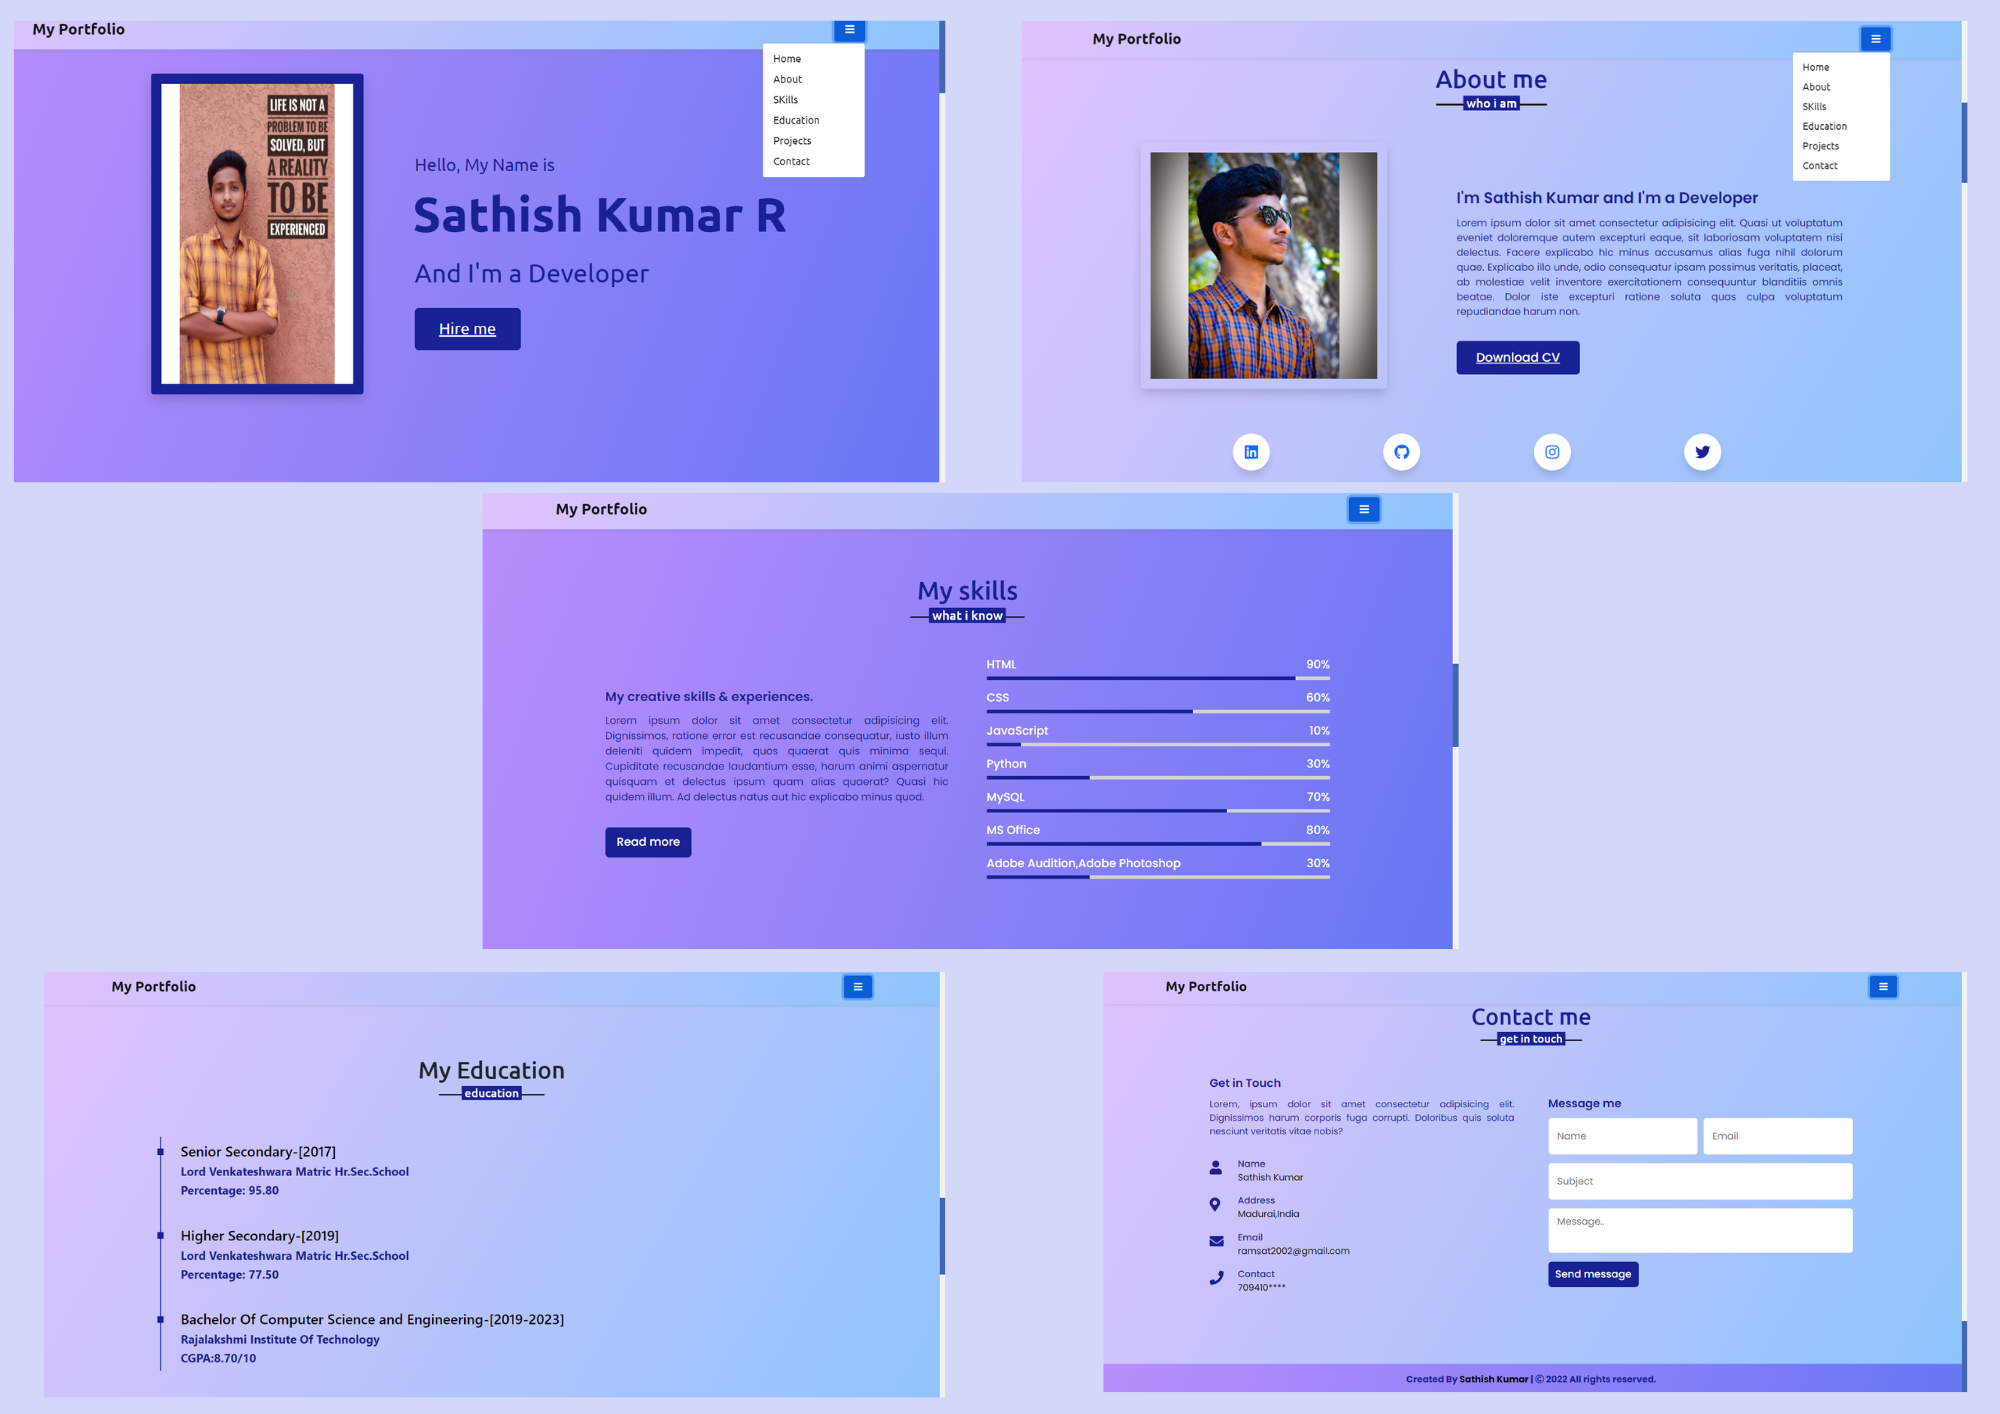 My Portfolio
Home
About
SKills
Education
Projects
Contact
LIFE IS NOT A
PROBLEM TO BE
SOLVED, BUT
A REALITY
TO BE
EXPERIENCED
Hello, My Name is
Sathish Kumar R
And I'm a Developer
Hire me
My Portfolio
Home
About
SKills
Education
Projects
Contact
About me
who i am
I'm Sathish Kumar and I'm a Developer
Lorem ipsum dolor sit amet consectetur adipisicing elit. Quasi ut voluptatum
eveniet doloremque autem excepturi eaque, sit laboriosam voluptatem nisi
delectus. Facere explicabo hic minus accusamus alias fuga nihil dolorum
quae. Explicabo illo unde, odio consequatur ipsam possimus veritatis, placeat,
ab molestiae velit inventore exercitationem consequuntur blanditiis omnis
beatae. Dolor iste excepturi ratione soluta quas culpa voluptatum
repudiandae harum non.
Download CV
My Portfolio
My skills
what i know
My creative skills & experiences.
Lorem ipsum dolor sit amet consectetur adipisicing elit.
Dignissimos, ratione error est recusandae consequatur, iusto illum
deleniti quidem impedit, quos quaerat quis minima sequi.
Cupiditate recusandae laudantium esse, harum animi aspernatur
quisquam et delectus ipsum quam alias quaerat? Quasi hic
quidem illum. Ad delectus natus aut hic explicabo minus quod.
Read more
HTML 90%
CSS 60%
JavaScript 10%
Python 30%
MySQL 70%
MS Office 80%
Adobe Audition,Adobe Photoshop 30%
My Portfolio
My Education
education
Senior Secondary-[2017]
Lord Venkateshwara Matric Hr.Sec.School
Percentage: 95.80
Higher Secondary-[2019]
Lord Venkateshwara Matric Hr.Sec.School
Percentage: 77.50
Bachelor Of Computer Science and Engineering-[2019-2023]
Rajalakshmi Institute Of Technology
CGPA:8.70/10
My Portfolio
Contact me
get in touch
Get in Touch
Lorem, ipsum dolor sit amet consectetur adipisicing elit.
Dignissimos harum corporis fuga corrupti. Doloribus quis soluta
nesciunt veritatis vitae nobis?
Name
Sathish Kumar
Address
Madurai,India
Email
ramsat2002@gmail.com
Contact
709410****
Message me
Name
Email
Subject
Message..
Send message
Created By Sathish Kumar | © 2022 All rights reserved.